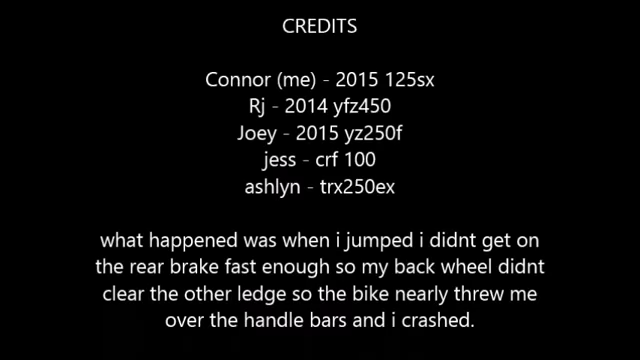 CREDITS
Connor (me) - 2015 125sx
Rj - 2014 yfz450
Joey - 2015 yz250f
jess - crf 100
ashlyn - trx250ex
what happened was when i jumped i didnt get on
the rear brake fast enough so my back wheel didnt
clear the other ledge so the bike nearly threw me
over the handle bars and i crashed.